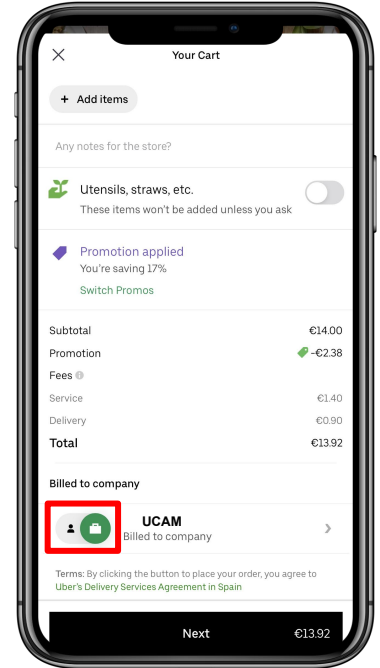 Your Cart
+ Add items
Any notes for the store?
Utensils, straws, etc.
These items won't be added unless you ask
Promotion applied
You're saving 17%
Switch Promos
Subtotal €14.00
Promotion -€2.38
Fees
Service €1.40
Delivery €0.90
Total €13.92
Billed to company
UCAM
Billed to company
Terms: By clicking the button to place your order, you agree to
Uber's Delivery Services Agreement in Spain
Next €13.92